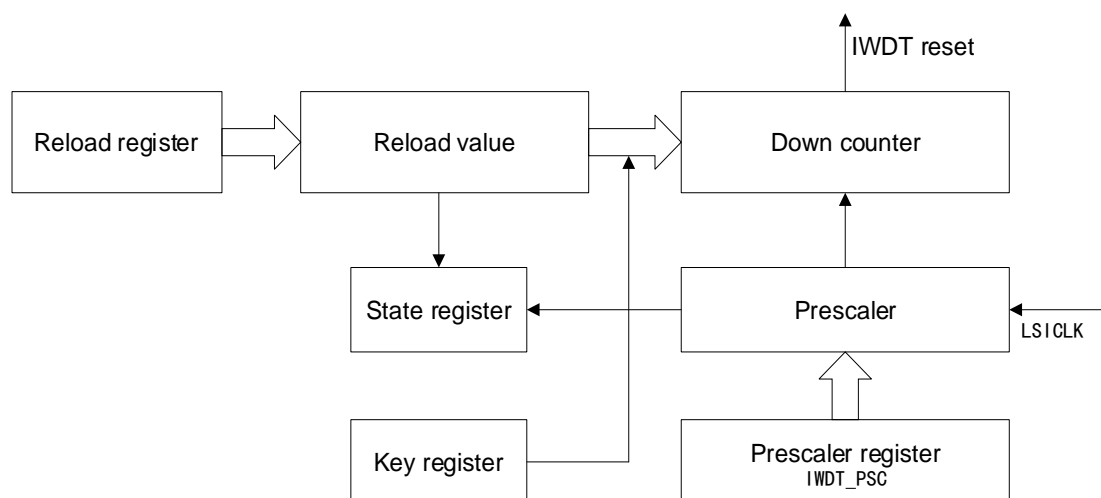 IWDT reset
Reload register
Reload value
Down counter
State register
Prescaler
LSICLK
Key register
Prescaler register
IWDT_PSC